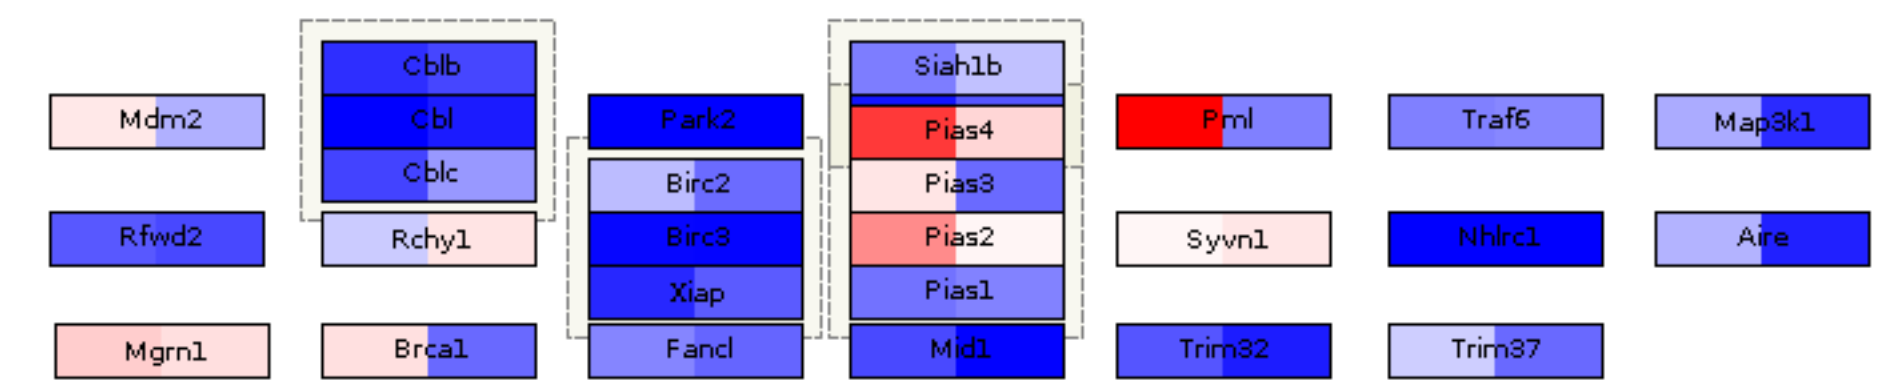 Cblb
Siah1b
Mdm2
Cbl
Park2
Pias4
Pml
Traf6
Map3k1
Cblc
Birc2
Pias3
Rfwd2
Rchy1
Birc3
Pias2
Syvn1
Nhlrc1
Aire
Xiap
Pias1
Mgrn1
Brca1
Fancl
Mid1
Trim32
Trim37